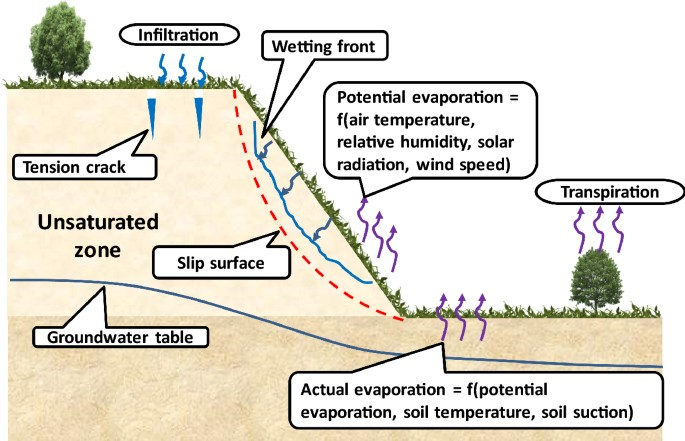 Infiltration
Wetting front
Potential evaporation =
f(air temperature,
relative humidity, solar
radiation, wind speed)
Tension crack
Transpiration
Unsaturated
zone
Slip surface
Groundwater table
Actual evaporation = f(potential
evaporation, soil temperature, soil suction)